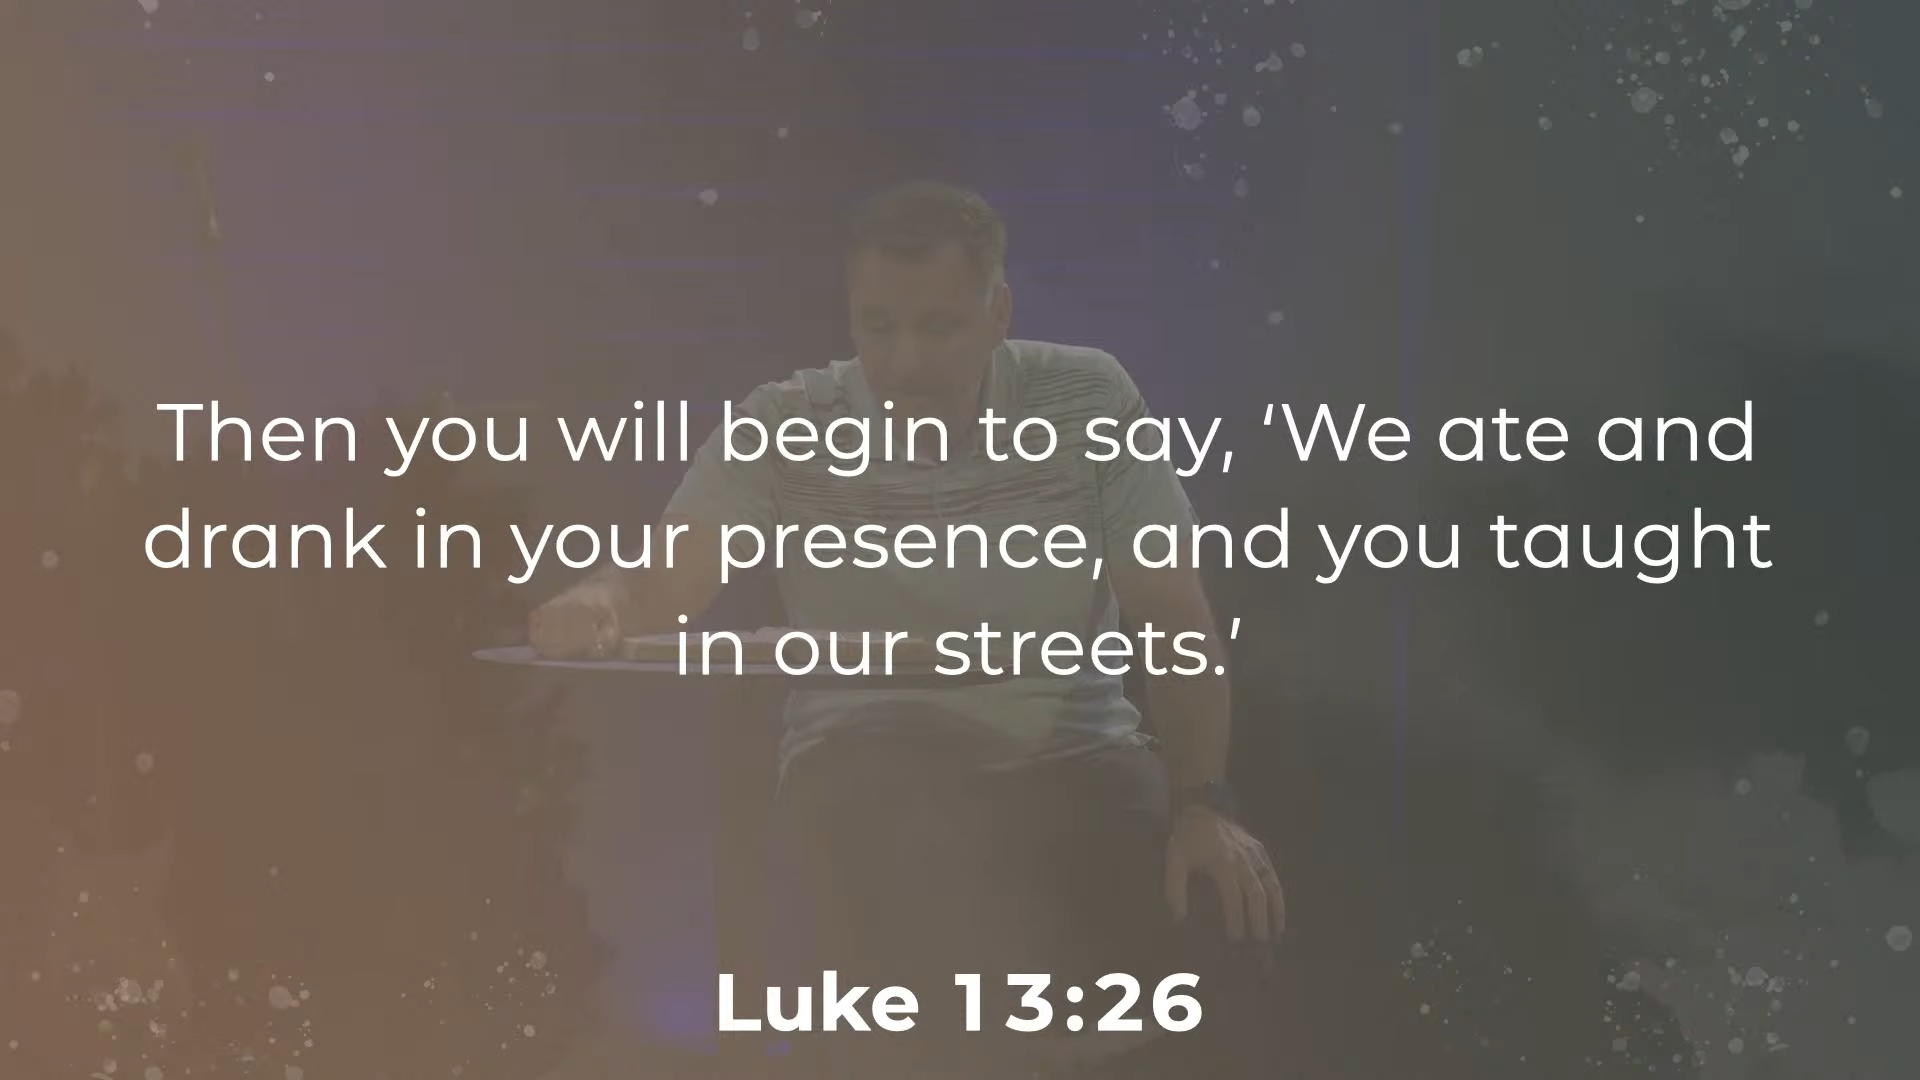 Then you will begin to say, ‘We ate and
drank in your presence, and you taught
in our streets.’
Luke 13:26